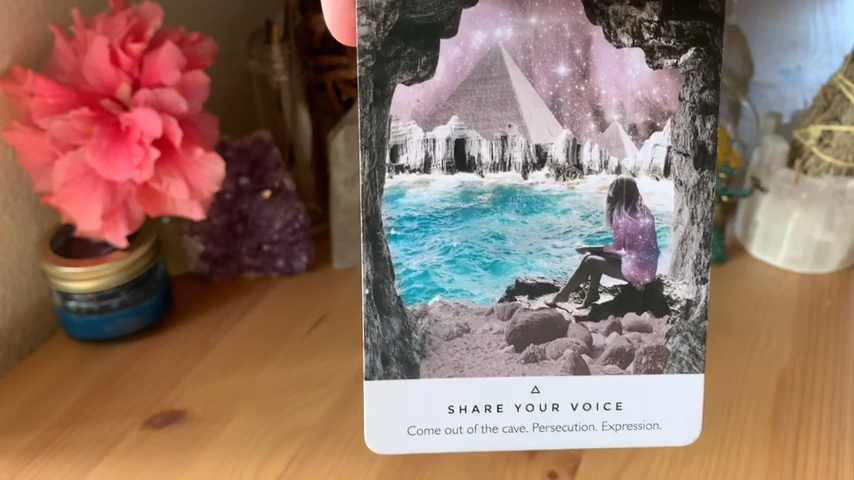 SHARE YOUR VOICE
Come out of the cave. Persecution. Expression.